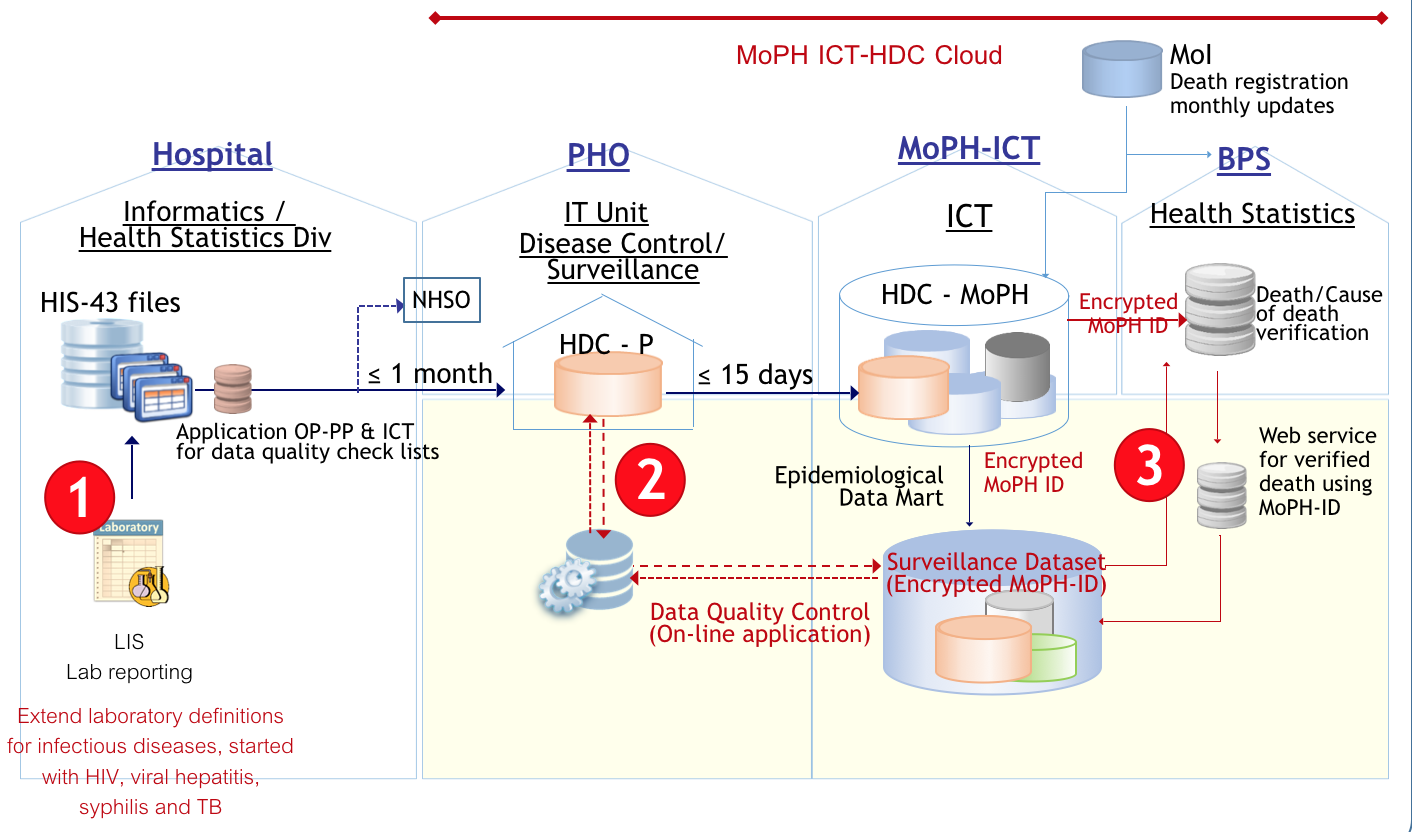 MoPH ICT-HDC Cloud
MoI
Death registration
monthly updates
Hospital
PHO
MoPH-ICT
BPS
Informatics /
Health Statistics Div
IT Unit
Disease Control/
Surveillance
ICT
Health Statistics
HIS-43 files
NHSO
HDC - P
HDC - MoPH
Encrypted
MoPH ID
Death/Cause
of death
verification
≤ 1 month
≤ 15 days
Application OP-PP & ICT
for data quality check lists
1
2
3
Epidemiological
Data Mart
Encrypted
MoPH ID
Web service
for verified
death using
MoPH-ID
Laboratory
Surveillance Dataset
(Encrypted MoPH-ID)
Data Quality Control
(On-line application)
LIS
Lab reporting
Extend laboratory definitions
for infectious diseases, started
with HIV, viral hepatitis,
syphilis and TB